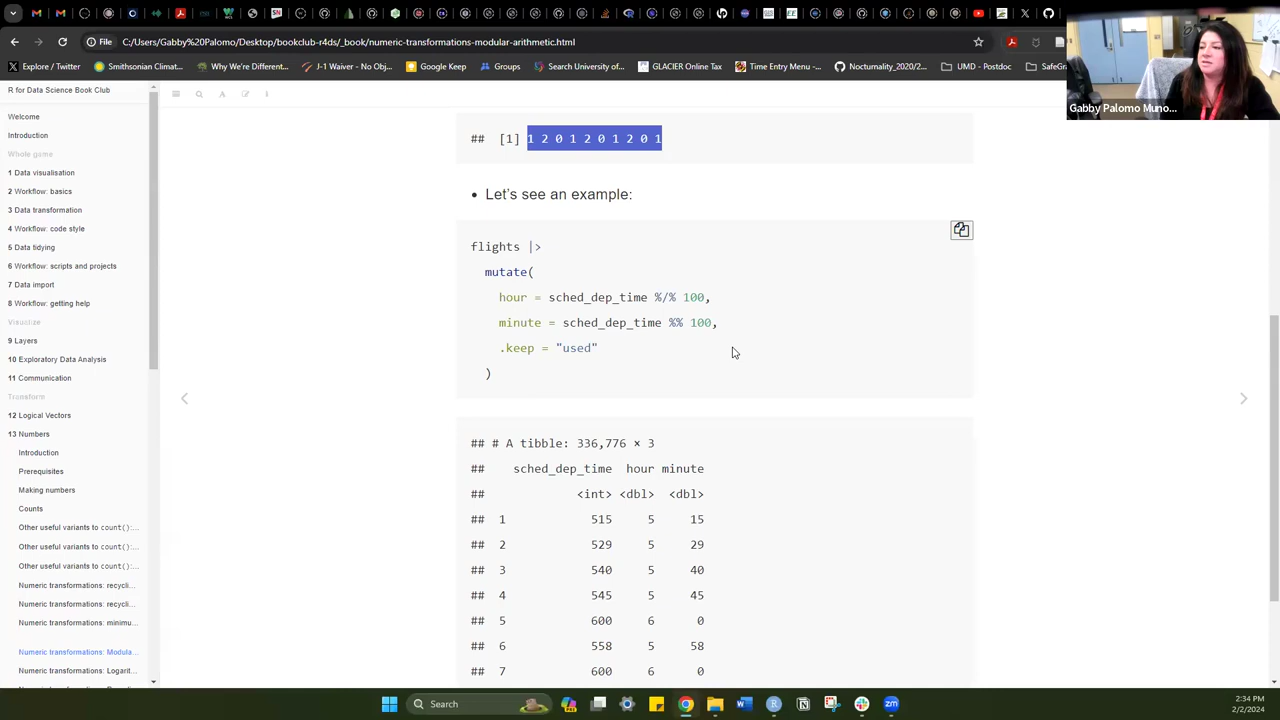 File
C:/Users/Gabby%20Palomo/Desktop/bookclub-r4ds/_book/numeric-transformations-modular-arithmetic.html
Explore / Twitter
Smithsonian Climat...
Why We're Different...
J-1 Waiver - No Obj...
Google Keep
Search | University of...
GLACIER Online Tax
Time Entry Menu -...
Nocturnality_2020/2...
UMD - Postdoc
SafeGr
Gabby Palomo Muno...
R for Data Science Book Club
Welcome
Introduction
Whole game
1 Data visualisation
2 Workflow: basics
3 Data transformation
4 Workflow: code style
5 Data tidying
6 Workflow: scripts and projects
7 Data import
8 Workflow: getting help
Visualize
9 Layers
10 Exploratory Data Analysis
11 Communication
Transform
12 Logical Vectors
13 Numbers
Introduction
Prerequisites
Making numbers
Counts
Other useful variants to count():...
Other useful variants to count():...
Other useful variants to count():...
Numeric transformations: recycli...
Numeric transformations: recycli...
Numeric transformations: minimu...
Numeric transformations: Modula...
Numeric transformations: Logarit...
## [1] 1 2 0 1 2 0 1 2 0 1
• Let's see an example:
flights |>
mutate(
hour = sched_dep_time %/% 100,
minute = sched_dep_time %% 100,
.keep = "used"
)
## # A tibble: 336,776 × 3
## sched_dep_time hour minute
## <int> <dbl> <dbl>
## 1 515 5 15
## 2 529 5 29
## 3 540 5 40
## 4 545 5 45
## 5 600 6 0
## 6 558 5 58
## 7 600 6 0
Search
2:34 PM
2/2/2024